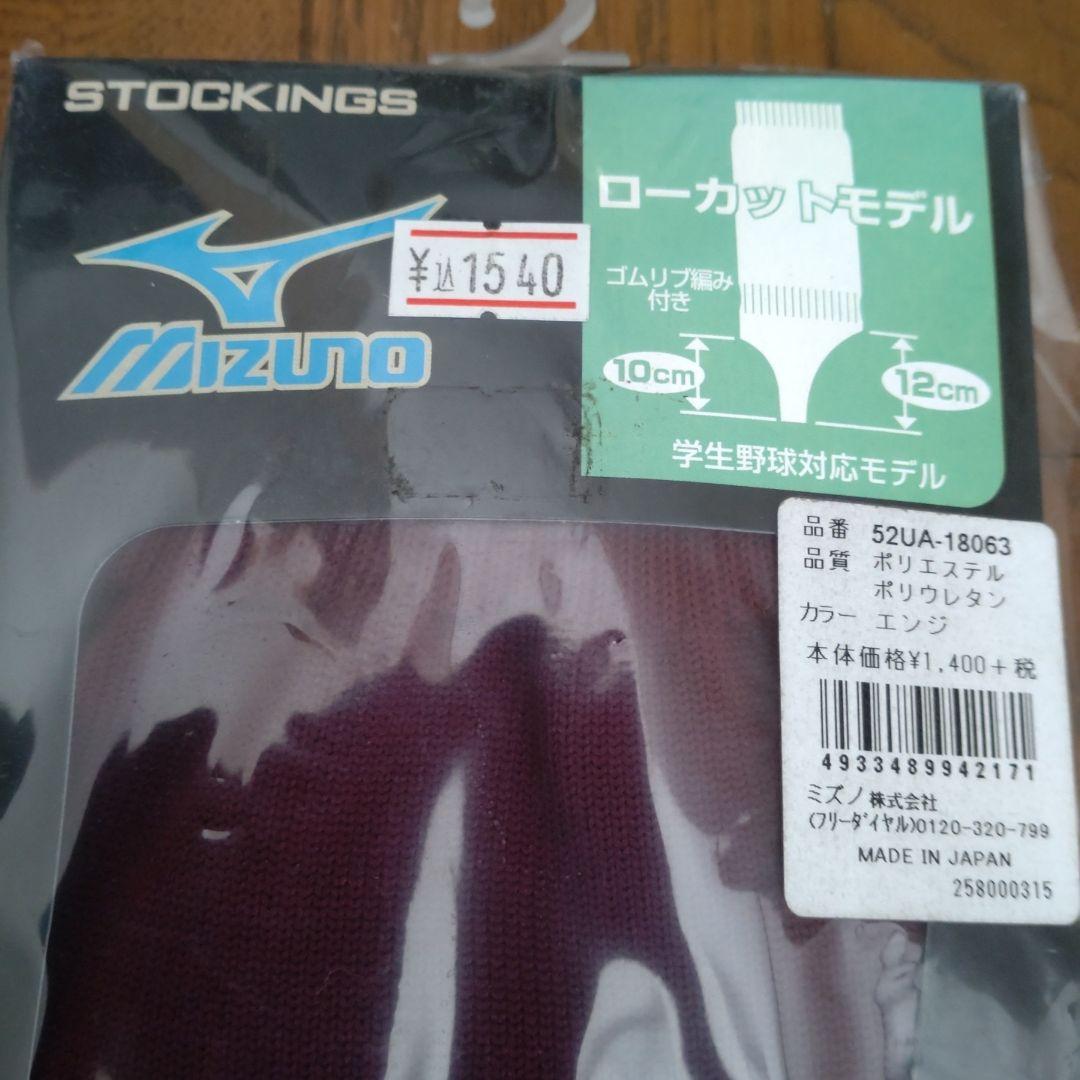 STOCKINGS
MIZUNO
¥込1540
ローカットモデル
ゴムリブ編み
付き
10cm
12cm
学生野球対応モデル
品番 52UA-18063
品質 ポリエステル
ポリウレタン
カラー エンジ
本体価格¥1,400+税
4933489942171
ミズノ株式会社
(フリーダイヤル)0120-320-799
MADE IN JAPAN
258000315